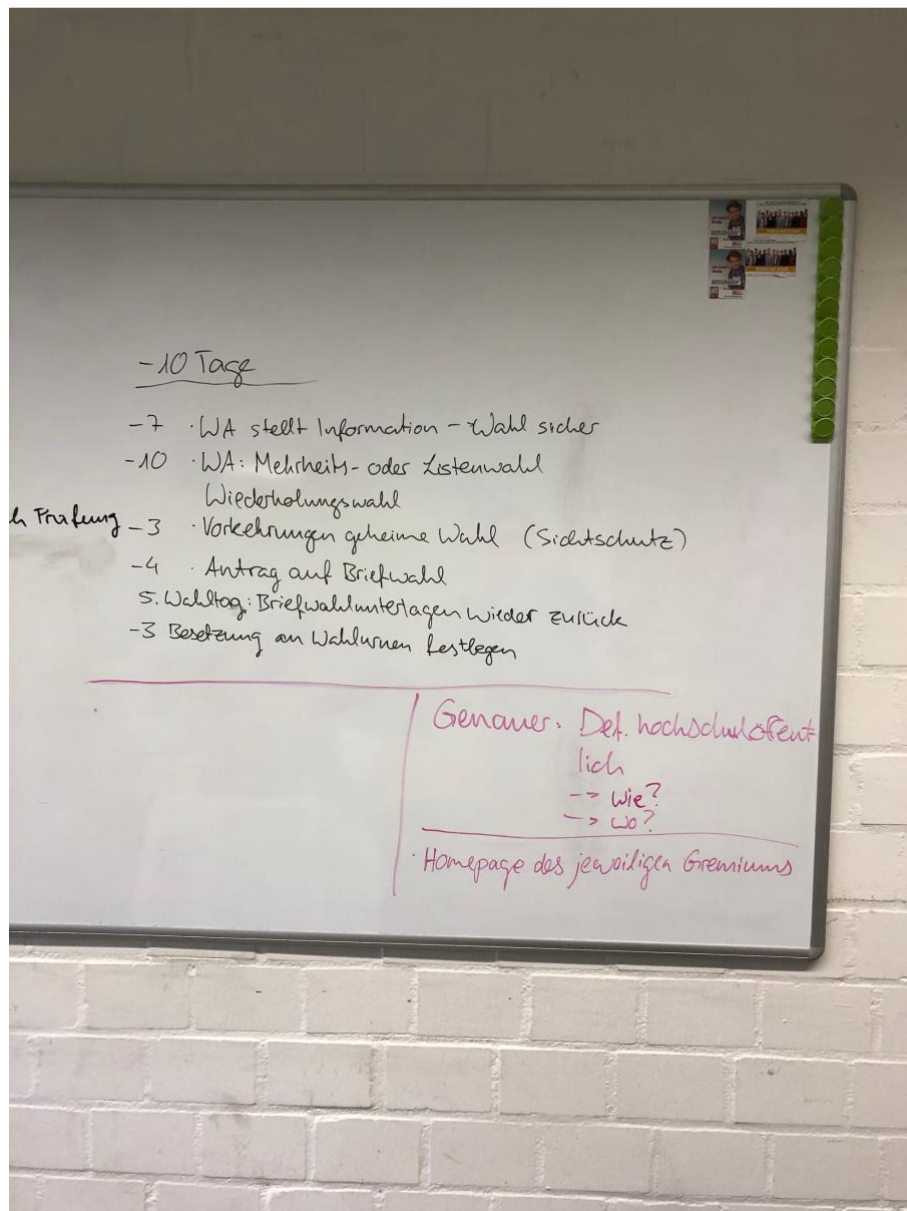 -10 Tage
-7 · WA stellt Information - Wahl sicher
-10 · WA: Mehrheits- oder Listenwahl
Wiederholungswahl
h Prüfung -3 · Vorkehrungen geheime Wahl (Sichtschutz)
-4 · Antrag auf Briefwahl
5. Wahltag: Briefwahlunterlagen wieder zurück
-3 Besetzung an Wahlurnen festlegen
Genauer: Def. hochschulöffent-
lich
--> Wie?
--> Wo?
· Homepage des jeweiligen Gremiums